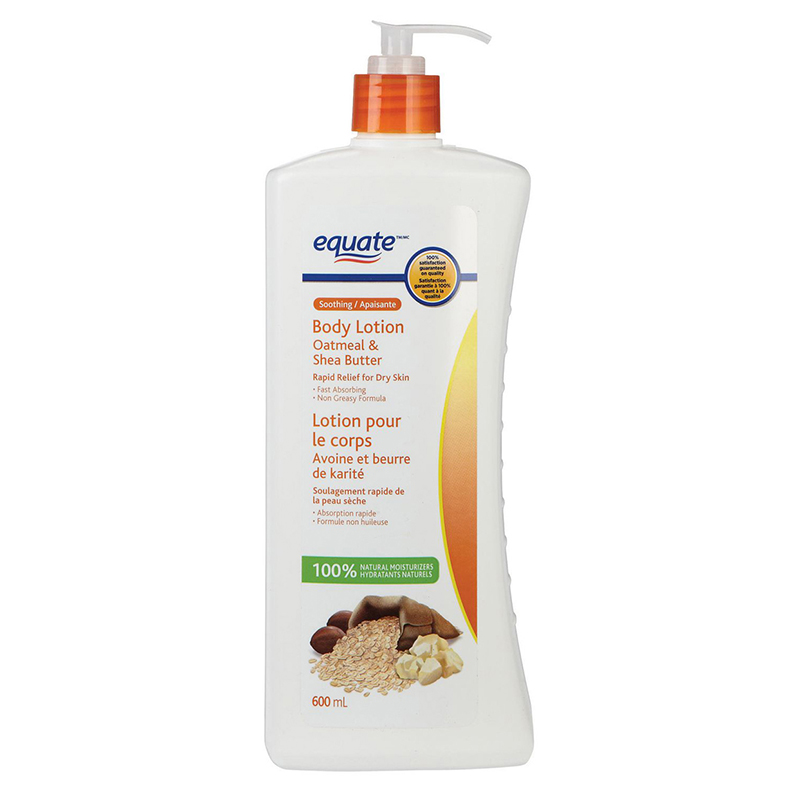 equate™/MC
100%
satisfaction
guaranteed
on quality
Satisfaction
garantie à 100%
quant à la
qualité
Soothing / Apaisante
Body Lotion
Oatmeal &
Shea Butter
Rapid Relief for Dry Skin
• Fast Absorbing
• Non Greasy Formula
Lotion pour
le corps
Avoine et beurre
de karité
Soulagement rapide de
la peau sèche
• Absorption rapide
• Formule non huileuse
100% NATURAL MOISTURIZERS
HYDRATANTS NATURELS
600 mL